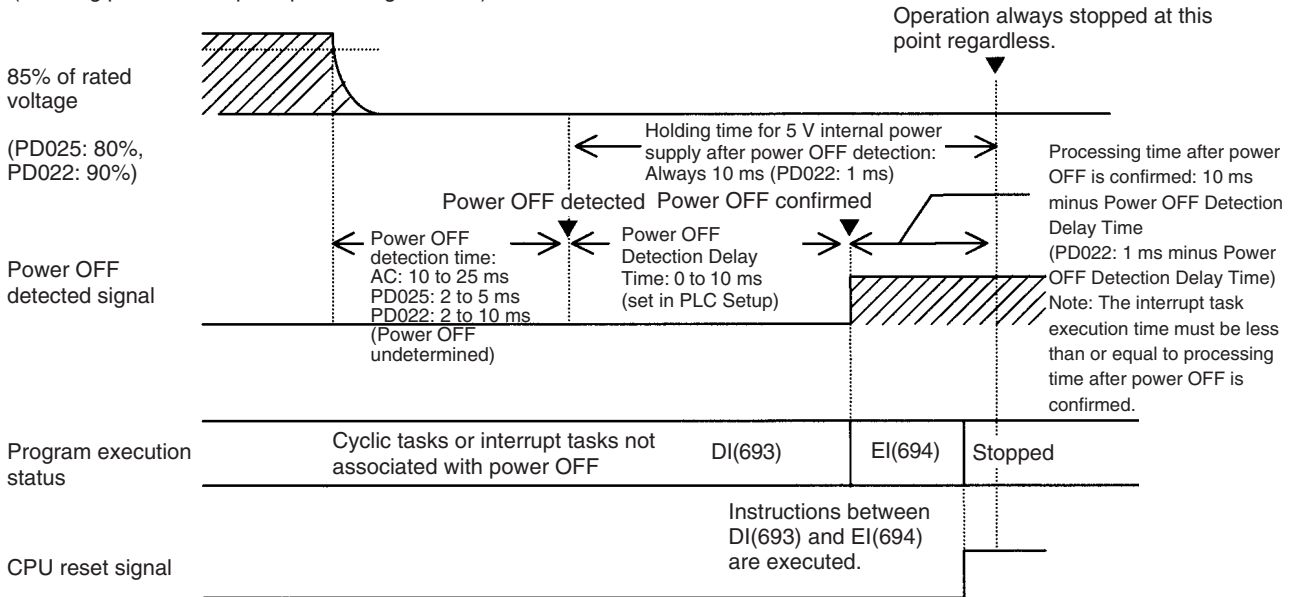 Operation always stopped at this
point regardless.
85% of rated
voltage
(PD025: 80%,
PD022: 90%)
Holding time for 5 V internal power
supply after power OFF detection:
Always 10 ms (PD022: 1 ms)
Processing time after power
OFF is confirmed: 10 ms
minus Power OFF Detection
Delay Time
(PD022: 1 ms minus Power
OFF Detection Delay Time)
Note: The interrupt task
execution time must be less
than or equal to processing
time after power OFF is
confirmed.
Power OFF detected Power OFF confirmed
Power OFF
detection time:
AC: 10 to 25 ms
PD025: 2 to 5 ms
PD022: 2 to 10 ms
(Power OFF
undetermined)
Power OFF
Detection Delay
Time: 0 to 10 ms
(set in PLC Setup)
Power OFF
detected signal
Program execution
status
Cyclic tasks or interrupt tasks not
associated with power OFF
DI(693)
EI(694)
Stopped
Instructions between
DI(693) and EI(694)
are executed.
CPU reset signal